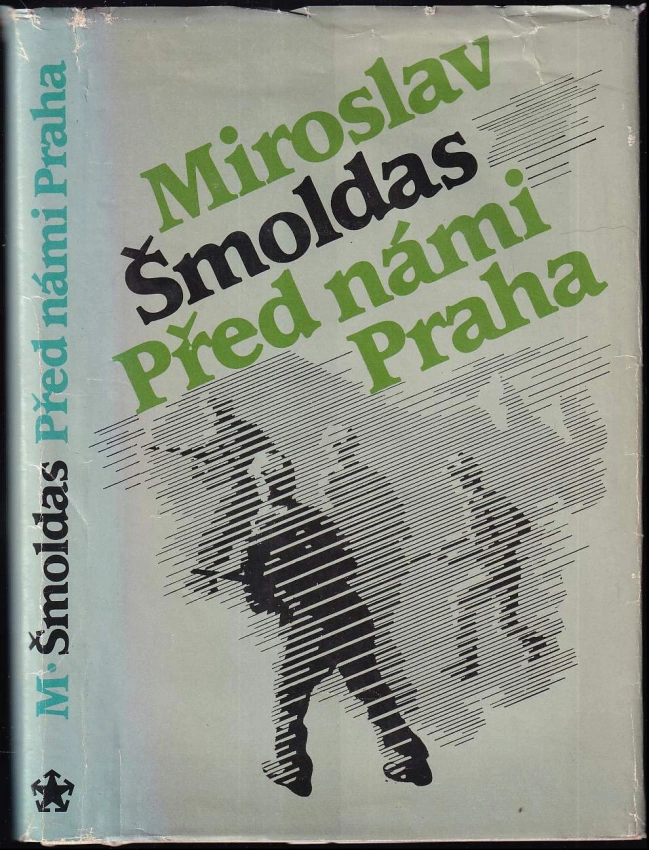 Miroslav
Šmoldas
Před námi
Praha
M. Šmoldas Před námi Praha